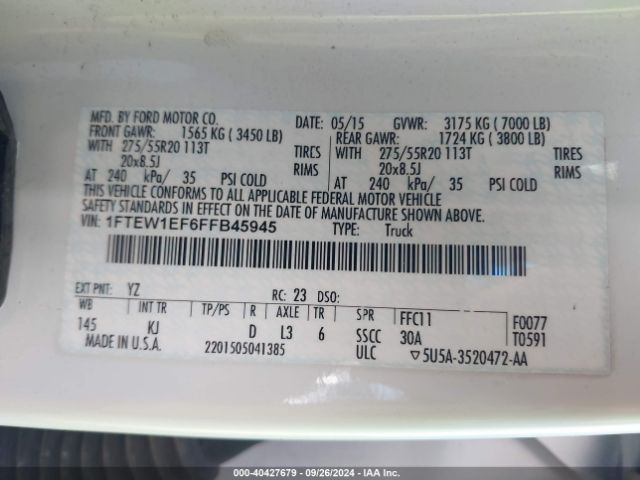 MFD. BY FORD MOTOR CO.
DATE: 05/15 GVWR: 3175 KG ( 7000 LB)
FRONT GAWR: 1565 KG ( 3450 LB) REAR GAWR: 1724 KG ( 3800 LB)
WITH 275/55R20 113T TIRES WITH 275/55R20 113T TIRES
20x8.5J RIMS 20x8.5J RIMS
AT 240 kPa/ 35 PSI COLD AT 240 kPa/ 35 PSI COLD
THIS VEHICLE CONFORMS TO ALL APPLICABLE FEDERAL MOTOR VEHICLE
SAFETY STANDARDS IN EFFECT ON THE DATE OF MANUFACTURE SHOWN ABOVE.
VIN: 1FTEW1EF6FFB45945 TYPE: Truck
EXT PNT: YZ RC: 23 DSO:
WB INT TR TP/PS R AXLE TR SPR FFC11 F0077
145 KJ D L3 6 SSCC 30A T0591
MADE IN U.S.A. 2201505041385 ULC ▽5U5A-3520472-AA
000-40427679 - 09/26/2024 - IAA Inc.